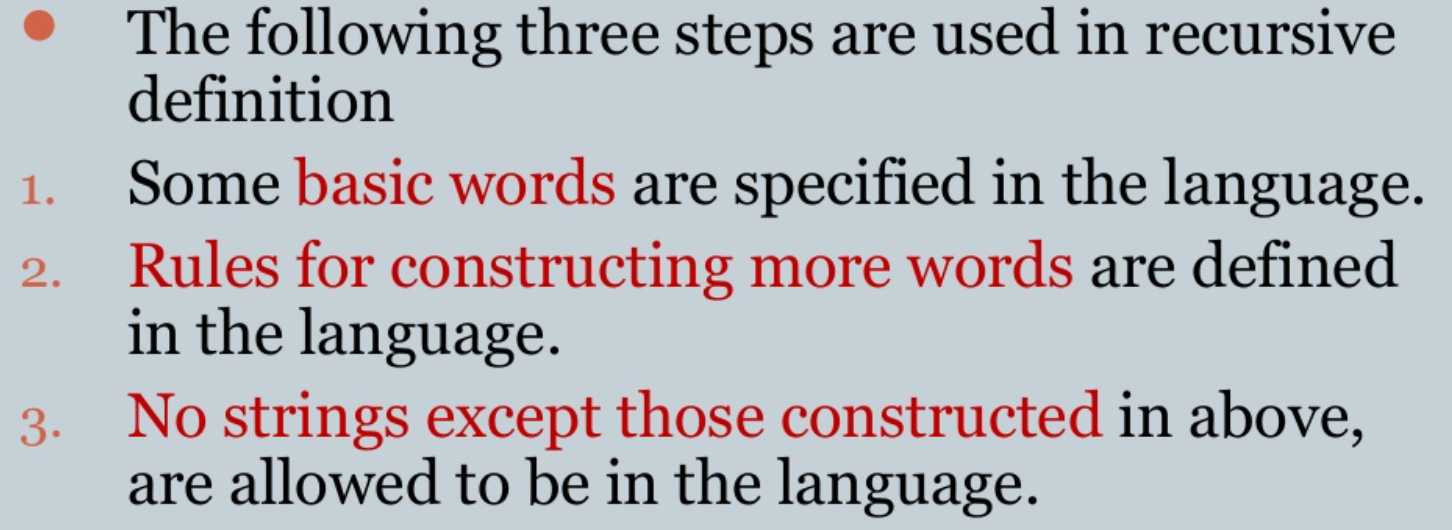 • The following three steps are used in recursive
definition
1. Some basic words are specified in the language.
2. Rules for constructing more words are defined
in the language.
3. No strings except those constructed in above,
are allowed to be in the language.